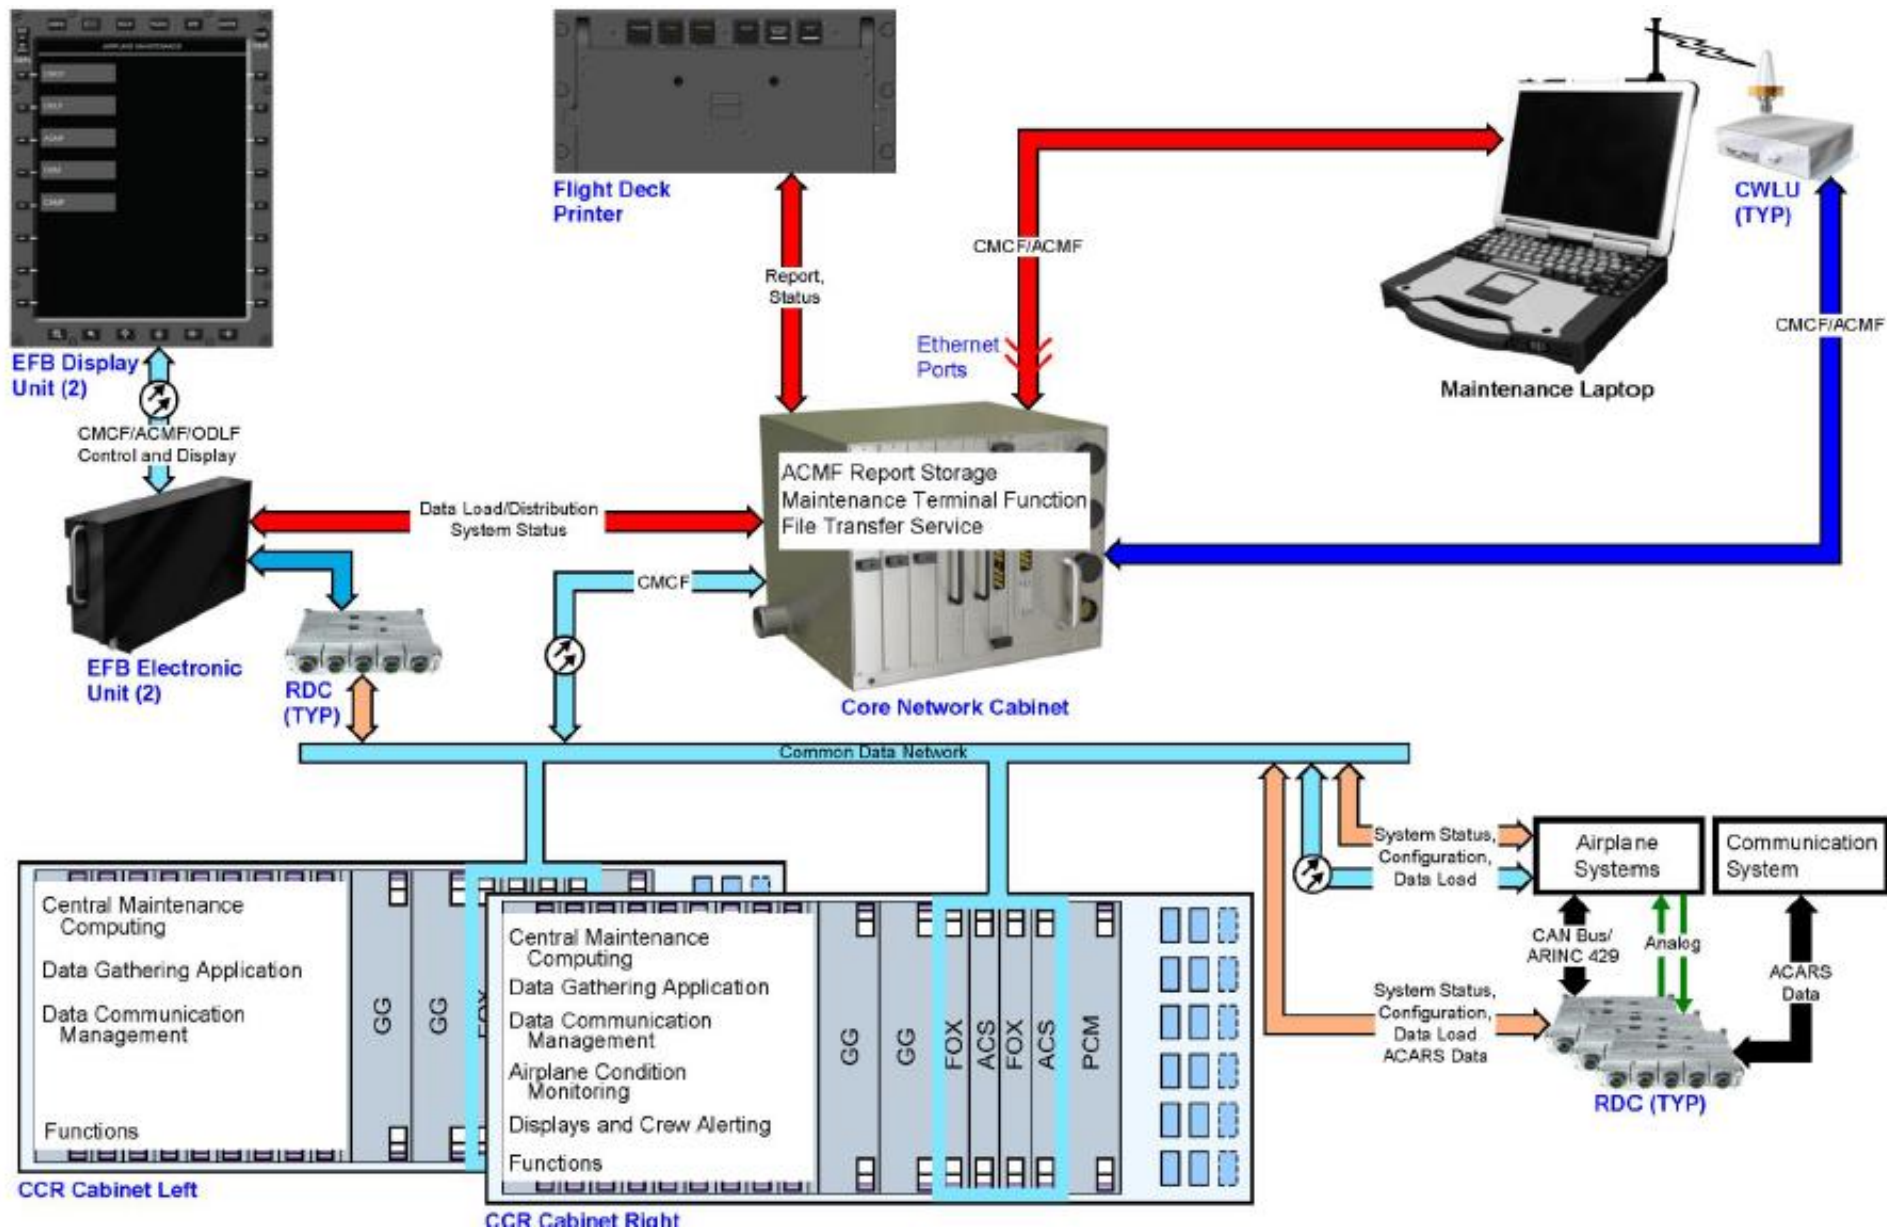 AIRPLANE MAINTENANCE
CMCF
ODLF
ACMF
EFB Display
Unit (2)
CMCF/ACMF/ODLF
Control and Display
EFB Electronic
Unit (2)
Flight Deck
Printer
Report,
Status
CMCF/ACMF
Ethernet
Ports
Maintenance Laptop
CWLU
(TYP)
CMCF/ACMF
ACMF Report Storage
Maintenance Terminal Function
File Transfer Service
Data Load/Distribution
System Status
CMCF
RDC
(TYP)
Core Network Cabinet
Common Data Network
Central Maintenance
Computing
Data Gathering Application
Data Communication
Management
Functions
GG
GG
FOX
CCR Cabinet Left
Central Maintenance
Computing
Data Gathering Application
Data Communication
Management
Airplane Condition
Monitoring
Displays and Crew Alerting
Functions
GG
GG
FOX
ACS
FOX
ACS
PCM
CCR Cabinet Right
System Status,
Configuration,
Data Load
Airplane
Systems
Communication
System
CAN Bus/
ARINC 429
Analog
ACARS
Data
System Status,
Configuration,
Data Load
ACARS Data
RDC (TYP)